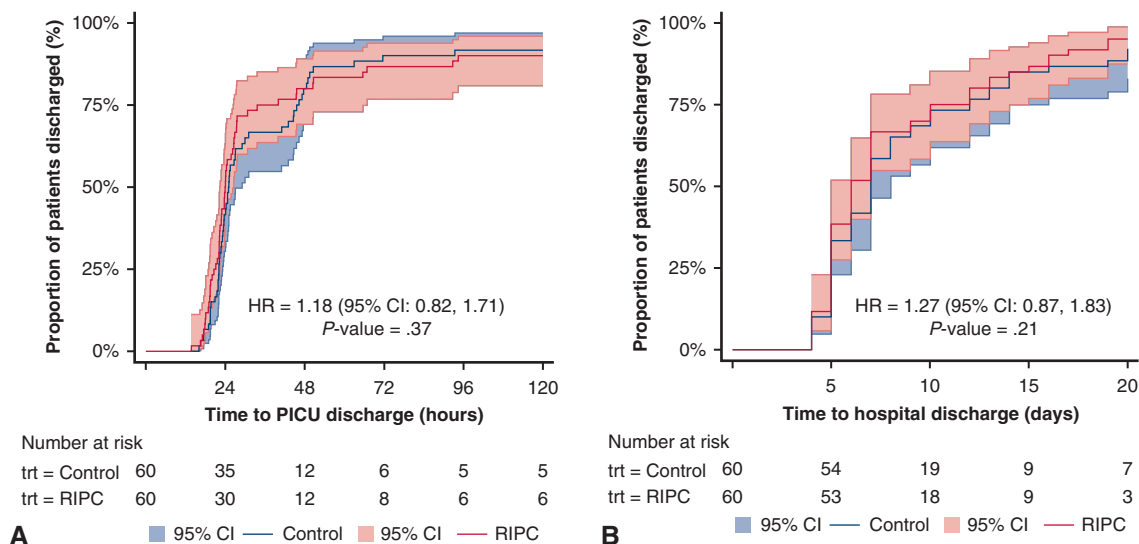 Proportion of patients discharged (%)
100%
75%
50%
25%
0%
HR = 1.18 (95% CI: 0.82, 1.71)
P-value = .37
24 48 72 96 120
Time to PICU discharge (hours)
Number at risk
trt = Control 60 35 12 6 5 5
trt = RIPC 60 30 12 8 6 6
A
95% CI Control 95% CI RIPC
Proportion of patients discharged (%)
100%
75%
50%
25%
0%
HR = 1.27 (95% CI: 0.87, 1.83)
P-value = .21
5 10 15 20
Time to hospital discharge (days)
Number at risk
trt = Control 60 54 19 9 7
trt = RIPC 60 53 18 9 3
B
95% CI Control 95% CI RIPC